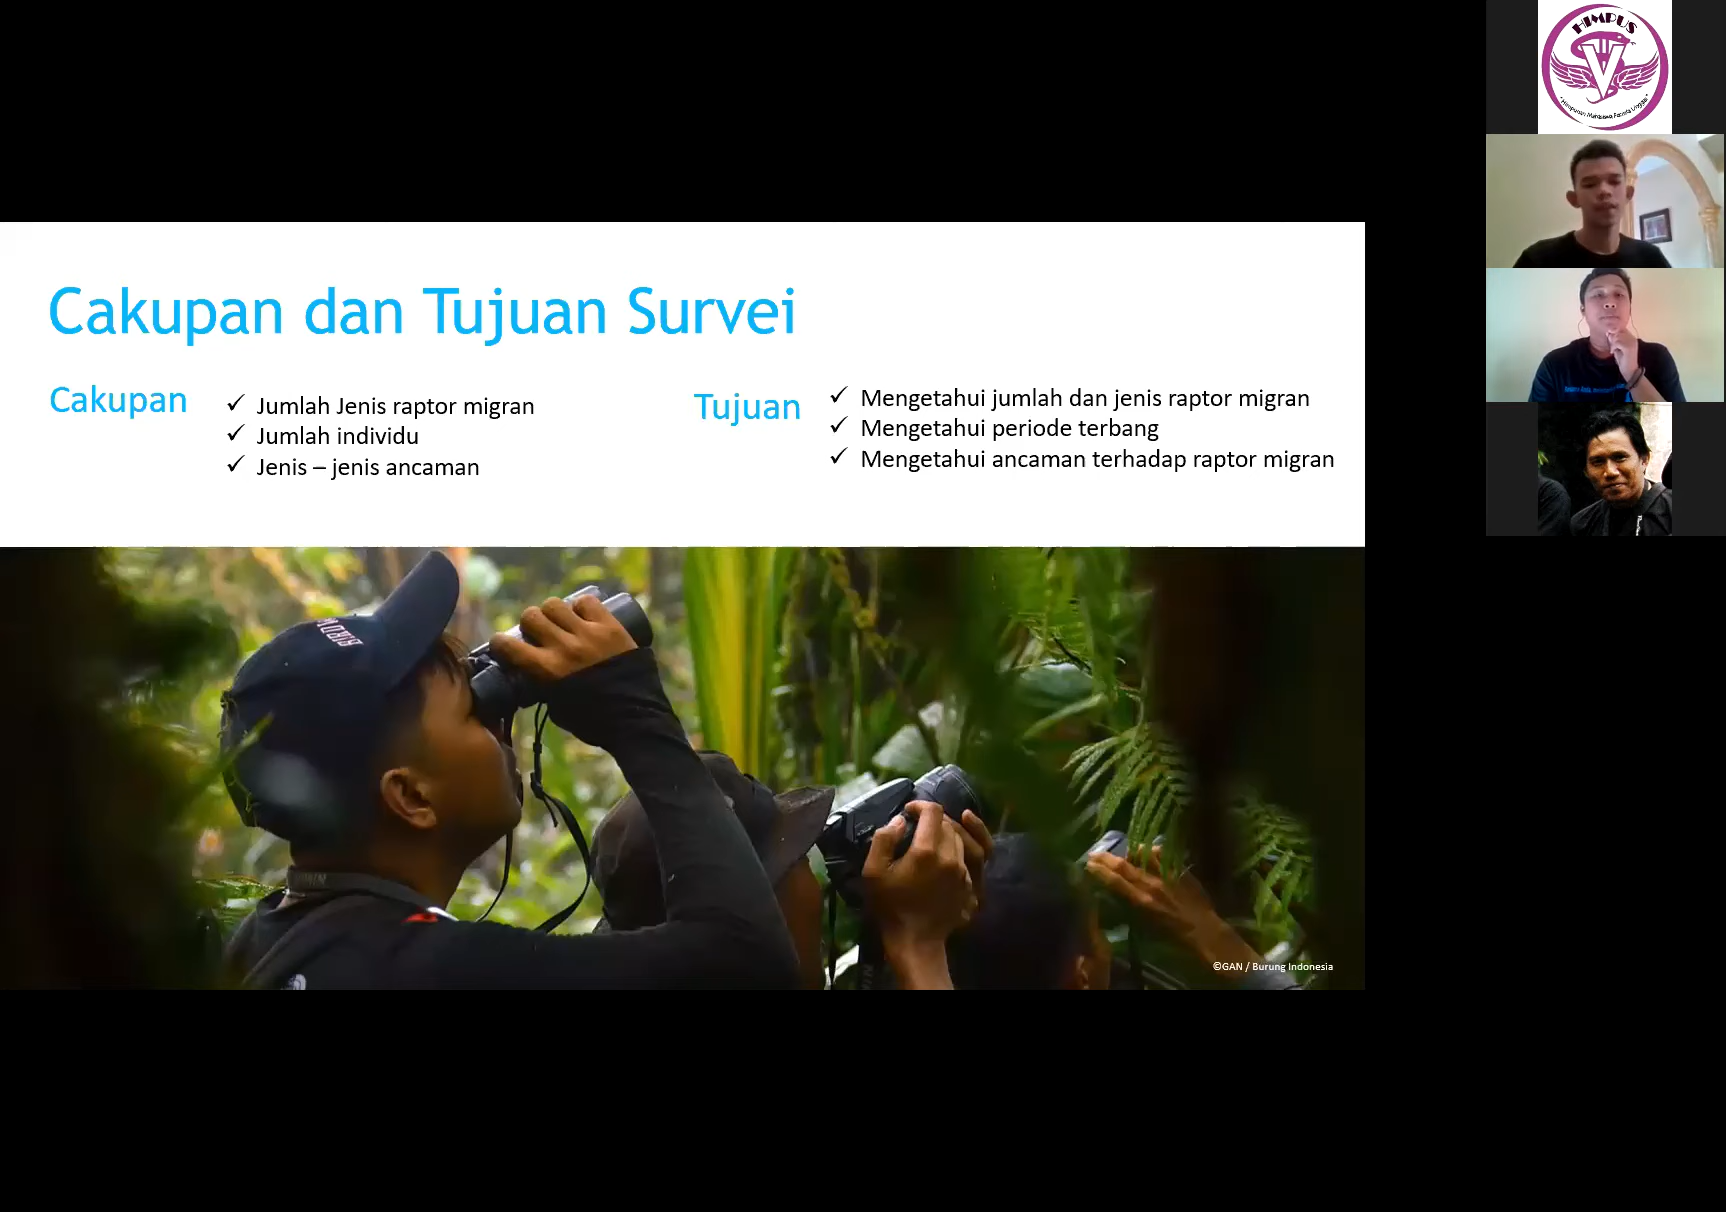 HIMPUS
Cakupan dan Tujuan Survei
Cakupan
✓ Jumlah Jenis raptor migran
✓ Jumlah individu
✓ Jenis – jenis ancaman
Tujuan
✓ Mengetahui jumlah dan jenis raptor migran
✓ Mengetahui periode terbang
✓ Mengetahui ancaman terhadap raptor migran
©GAN / Burung Indonesia